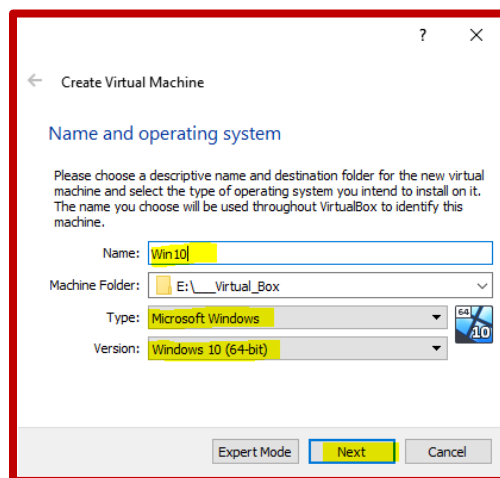 ?
Create Virtual Machine
Name and operating system
Please choose a descriptive name and destination folder for the new virtual
machine and select the type of operating system you intend to install on it.
The name you choose will be used throughout VirtualBox to identify this
machine.
Name: Win10
Machine Folder: E:\___Virtual_Box
Type: Microsoft Windows
64
10
Version: Windows 10 (64-bit)
Expert Mode Next Cancel